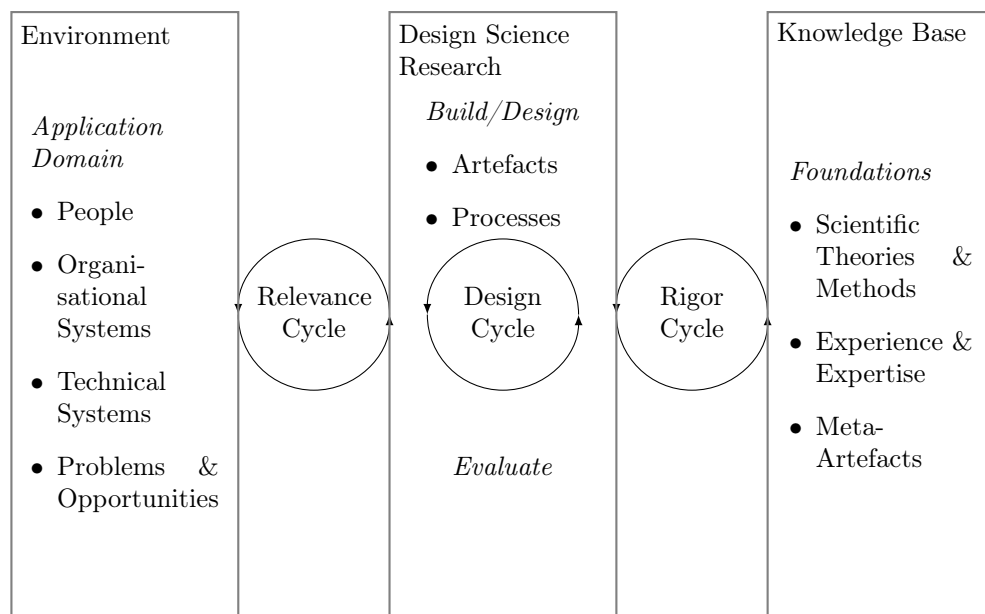 Environment
Application
Domain
• People
• Organi-
sational
Systems
• Technical
Systems
• Problems &
Opportunities
Relevance
Cycle
Design Science
Research
Build/Design
• Artefacts
• Processes
Design
Cycle
Evaluate
Rigor
Cycle
Knowledge Base
Foundations
• Scientific
Theories &
Methods
• Experience &
Expertise
• Meta-
Artefacts